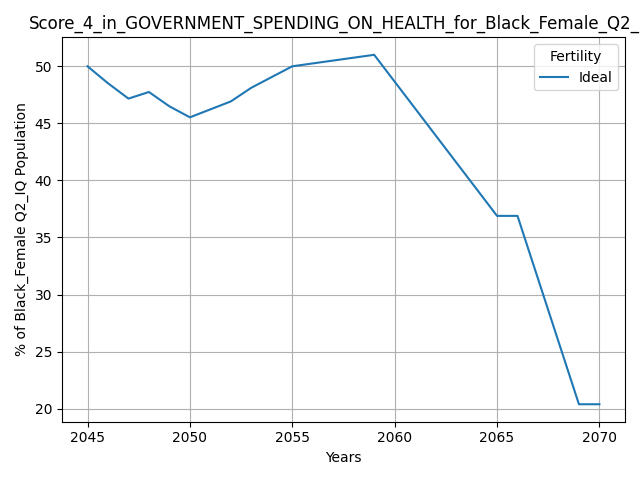 Score_4_in_GOVERNMENT_SPENDING_ON_HEALTH_for_Black_Female_Q2_
Fertility
Ideal
% of Black_Female Q2_IQ Population
50
45
40
35
30
25
20
2045 2050 2055 2060 2065 2070
Years